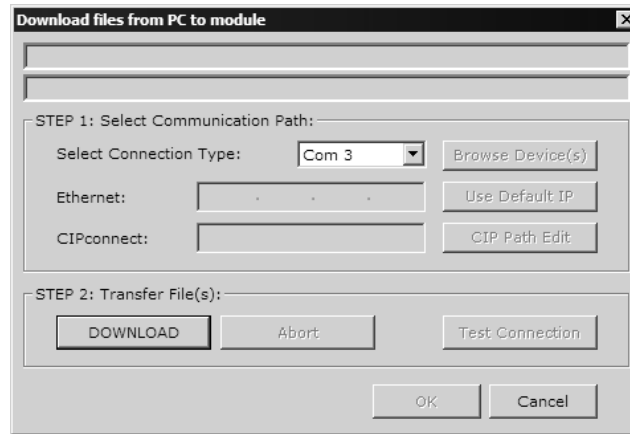 Download files from PC to module
STEP 1: Select Communication Path:
Select Connection Type: Com 3 Browse Device(s)
Ethernet: . . . Use Default IP
CIPconnect: CIP Path Edit
STEP 2: Transfer File(s):
DOWNLOAD Abort Test Connection
OK Cancel